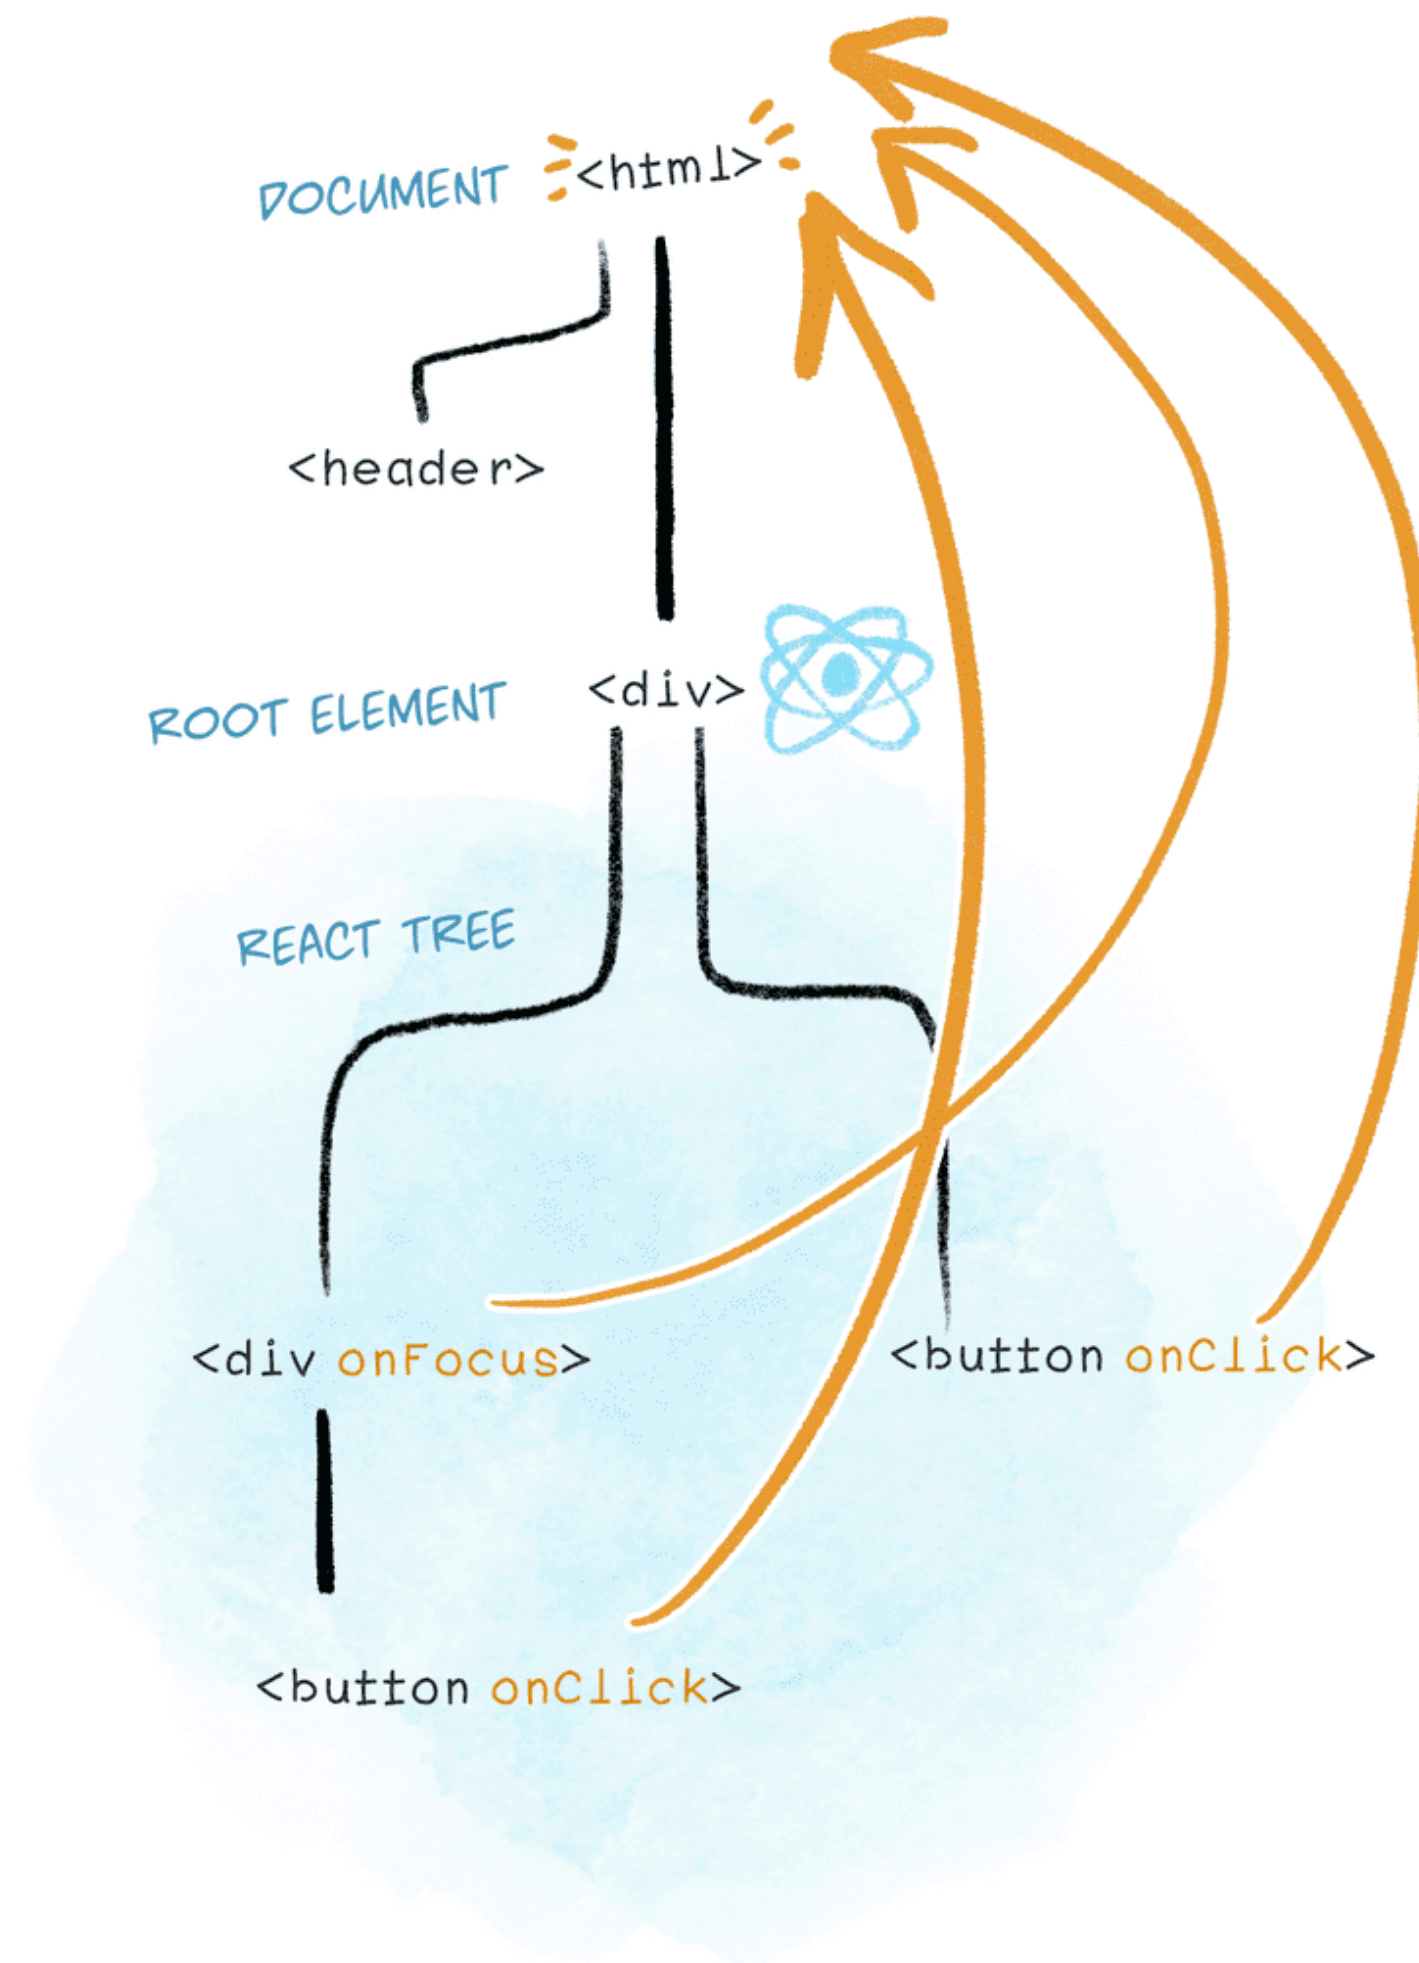 DOCUMENT <html>
<header>
ROOT ELEMENT <div>
REACT TREE
<div onFocus>
<button onClick>
<button onClick>